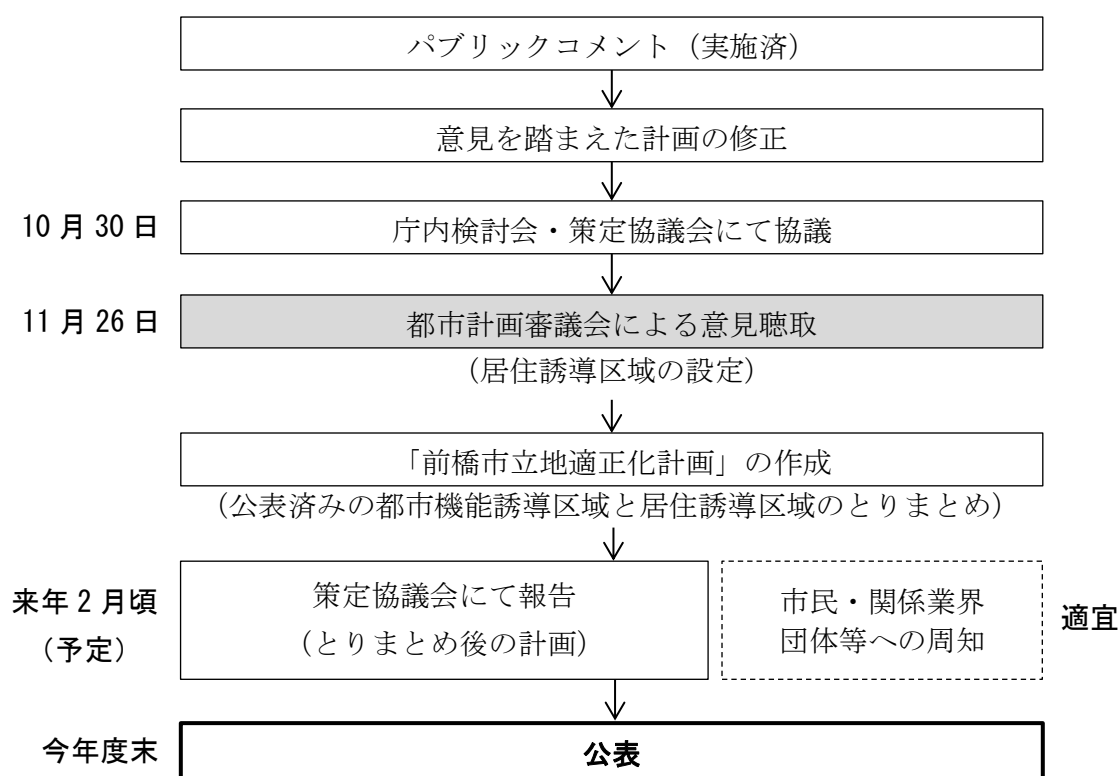 パブリックコメント（実施済）
意見を踏まえた計画の修正
10月30日
庁内検討会・策定協議会にて協議
11月26日
都市計画審議会による意見聴取
（居住誘導区域の設定）
「前橋市立地適正化計画」の作成
（公表済みの都市機能誘導区域と居住誘導区域のとりまとめ）
来年2月頃
（予定）
策定協議会にて報告
（とりまとめ後の計画）
市民・関係業界
団体等への周知
適宜
今年度末
公表